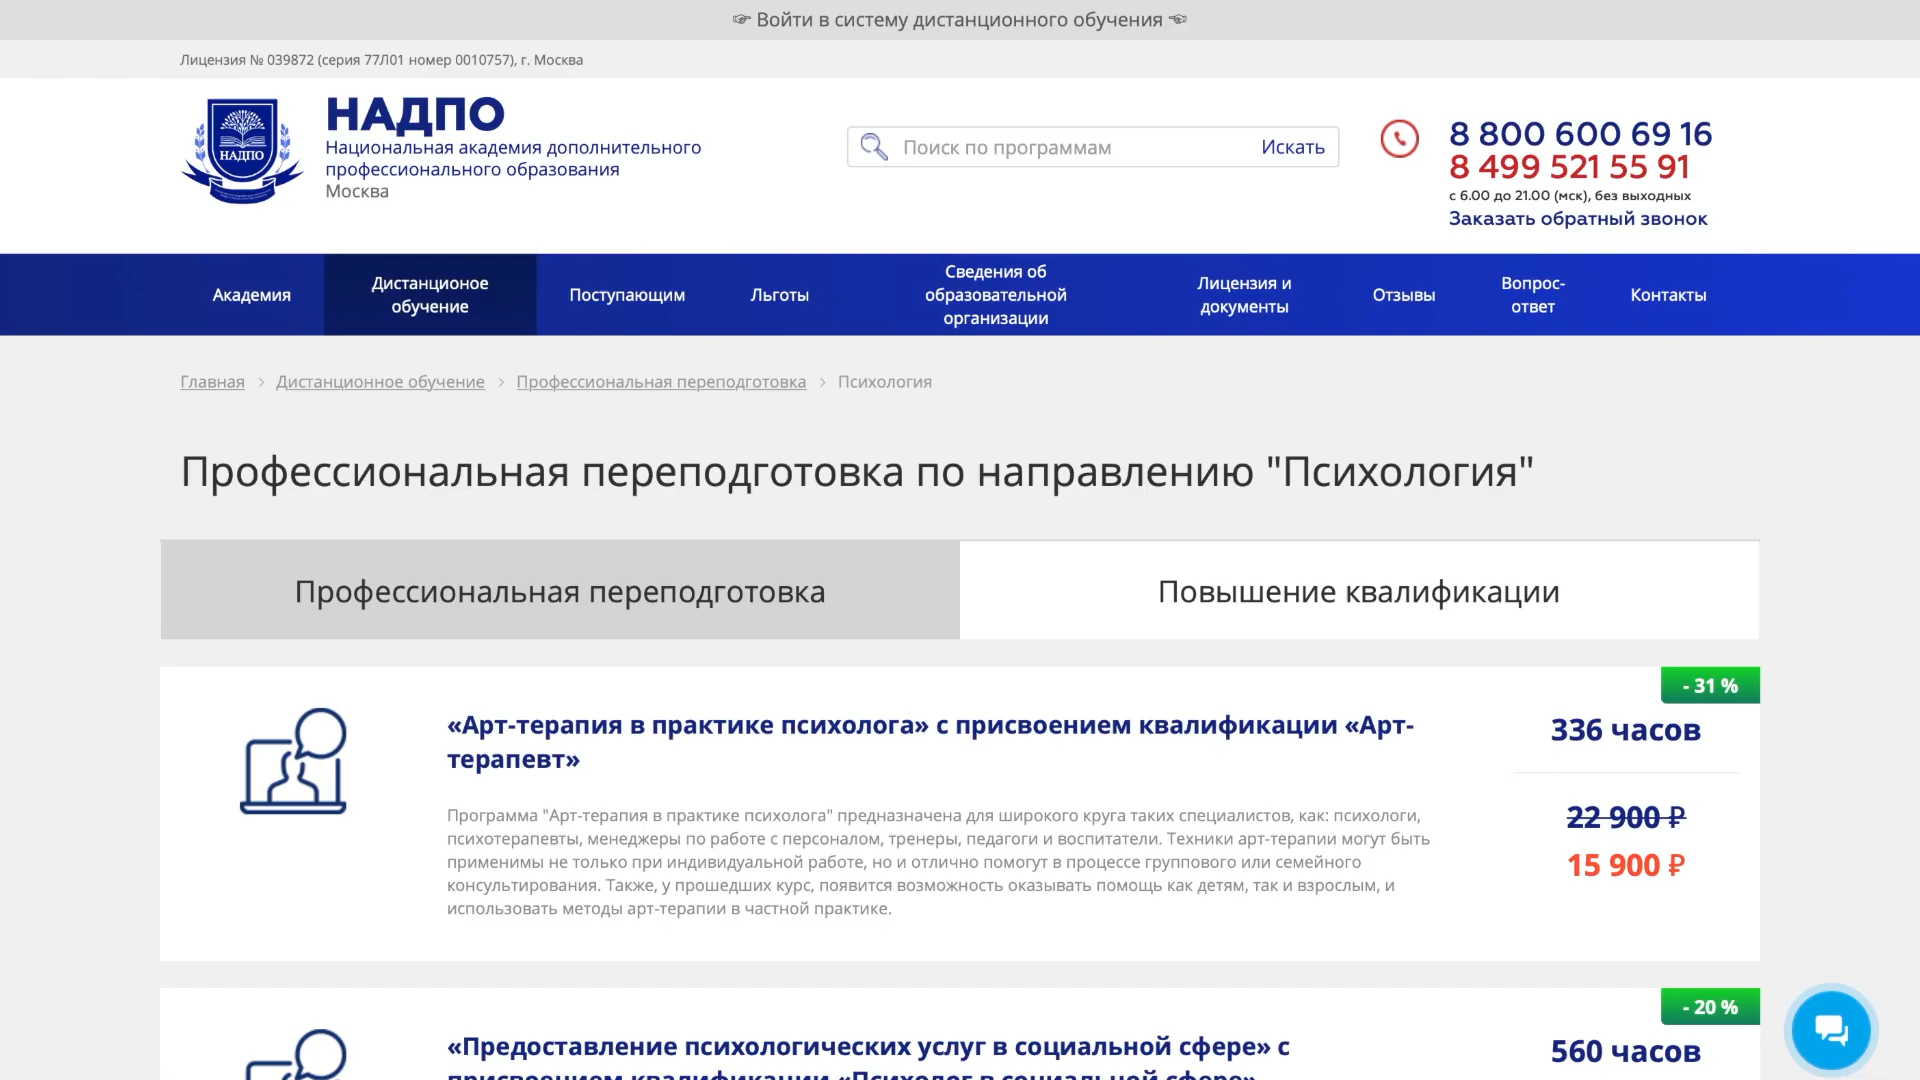 ☞ Войти в систему дистанционного обучения ☜
Лицензия № 039872 (серия 77Л01 номер 0010757), г. Москва
НАДПО
НАДПО
Национальная академия дополнительного
профессионального образования
Москва
Поиск по программам
Искать
8 800 600 69 16
8 499 521 55 91
с 6.00 до 21.00 (мск), без выходных
Заказать обратный звонок
Академия
Дистанционое
обучение
Поступающим
Льготы
Сведения об
образовательной
организации
Лицензия и
документы
Отзывы
Вопрос-
ответ
Контакты
Главная > Дистанционное обучение > Профессиональная переподготовка > Психология
Профессиональная переподготовка по направлению "Психология"
Профессиональная переподготовка
Повышение квалификации
- 31 %
«Арт-терапия в практике психолога» с присвоением квалификации «Арт-
терапевт»
336 часов
Программа "Арт-терапия в практике психолога" предназначена для широкого круга таких специалистов, как: психологи,
психотерапевты, менеджеры по работе с персоналом, тренеры, педагоги и воспитатели. Техники арт-терапии могут быть
применимы не только при индивидуальной работе, но и отлично помогут в процессе группового или семейного
консультирования. Также, у прошедших курс, появится возможность оказывать помощь как детям, так и взрослым, и
использовать методы арт-терапии в частной практике.
22 900 ₽
15 900 ₽
- 20 %
«Предоставление психологических услуг в социальной сфере» с
присвоением квалификации «Психолог в социальной сфере»
560 часов